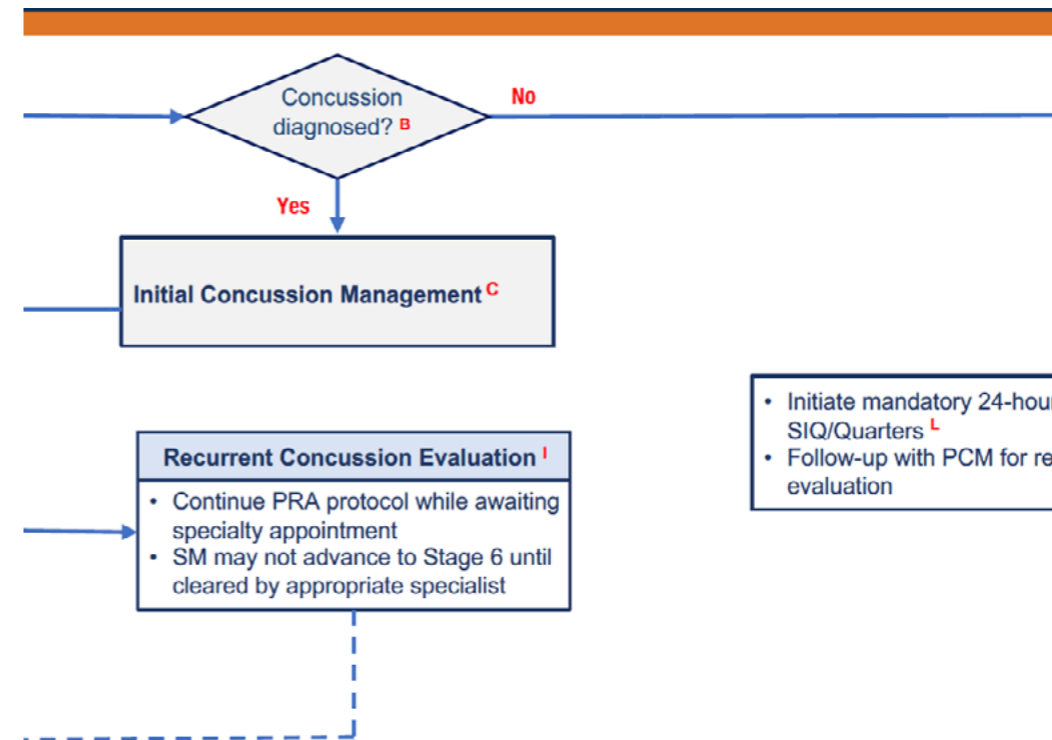 Concussion
diagnosed? B
No
Yes
Initial Concussion Management C
Recurrent Concussion Evaluation I
• Continue PRA protocol while awaiting
specialty appointment
• SM may not advance to Stage 6 until
cleared by appropriate specialist
• Initiate mandatory 24-hour
SIQ/Quarters L
• Follow-up with PCM for re
evaluation